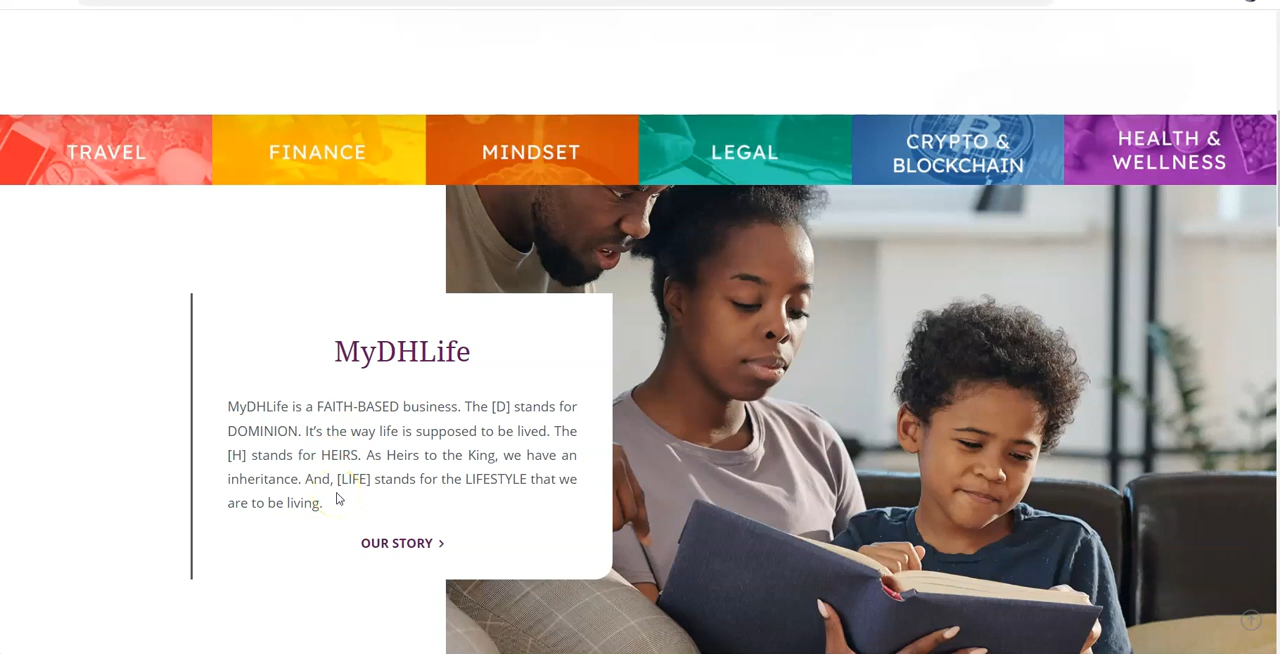 TRAVEL
FINANCE
MINDSET
LEGAL
CRYPTO &
BLOCKCHAIN
HEALTH &
WELLNESS
MyDHLife
MyDHLife is a FAITH-BASED business. The [D] stands for
DOMINION. It’s the way life is supposed to be lived. The
[H] stands for HEIRS. As Heirs to the King, we have an
inheritance. And, [LIFE] stands for the LIFESTYLE that we
are to be living.
OUR STORY >